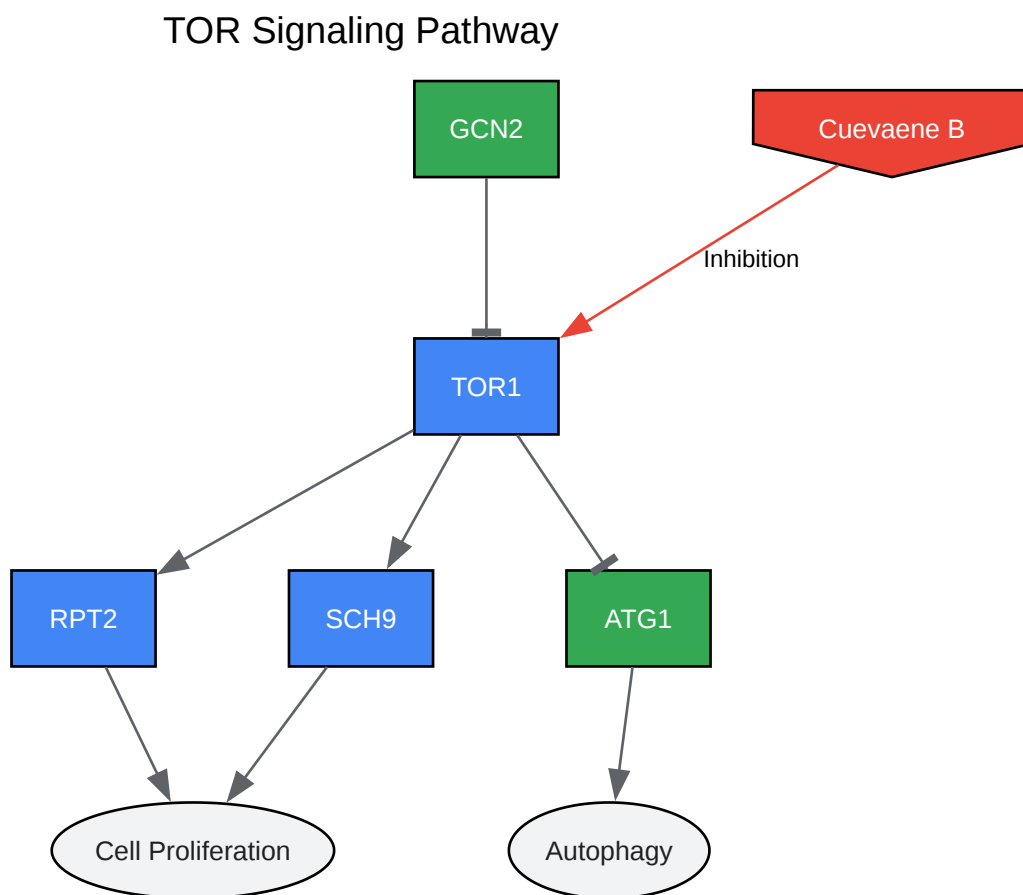 TOR Signaling Pathway
GCN2
Cuevaene B
Inhibition
TOR1
RPT2
SCH9
ATG1
Cell Proliferation
Autophagy